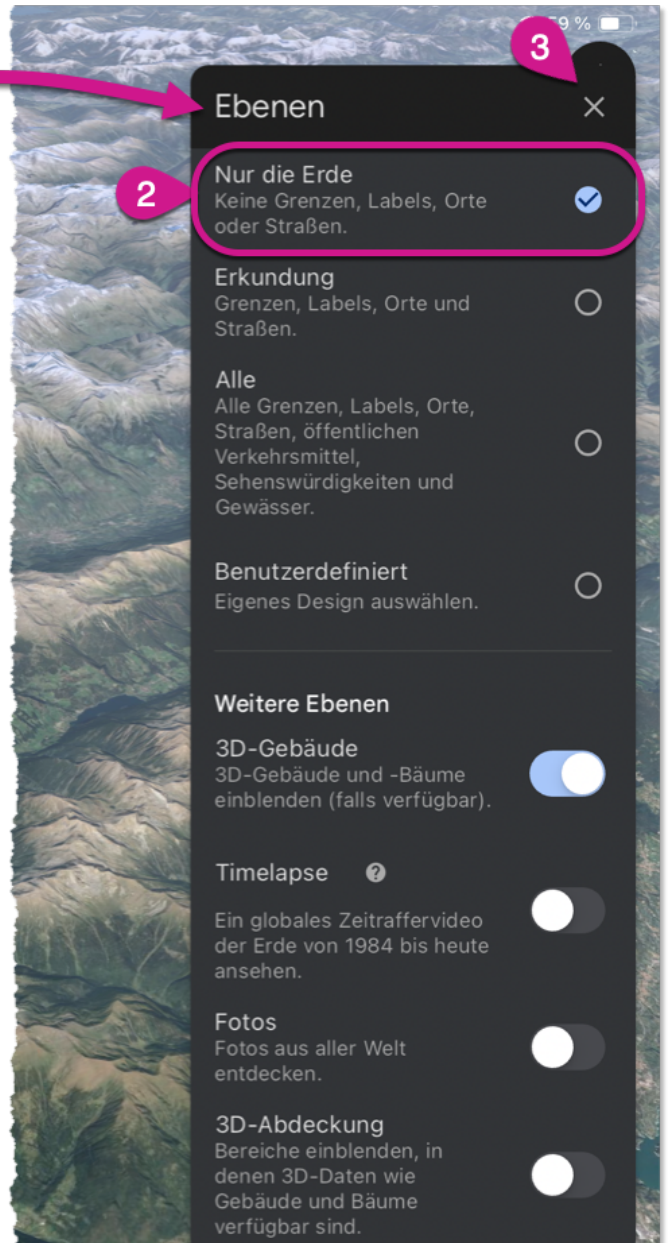 59 %
3
Ebenen
2
Nur die Erde
Keine Grenzen, Labels, Orte
oder Straßen.
Erkundung
Grenzen, Labels, Orte und
Straßen.
Alle
Alle Grenzen, Labels, Orte,
Straßen, öffentlichen
Verkehrsmittel,
Sehenswürdigkeiten und
Gewässer.
Benutzerdefiniert
Eigenes Design auswählen.
Weitere Ebenen
3D-Gebäude
3D-Gebäude und -Bäume
einblenden (falls verfügbar).
Timelapse ?
Ein globales Zeitraffervideo
der Erde von 1984 bis heute
ansehen.
Fotos
Fotos aus aller Welt
entdecken.
3D-Abdeckung
Bereiche einblenden, in
denen 3D-Daten wie
Gebäude und Bäume
verfügbar sind.